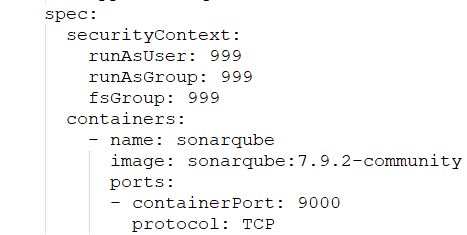 spec:
  securityContext:
    runAsUser: 999
    runAsGroup: 999
    fsGroup: 999
  containers:
    - name: sonarqube
      image: sonarqube:7.9.2-community
      ports:
      - containerPort: 9000
        protocol: TCP